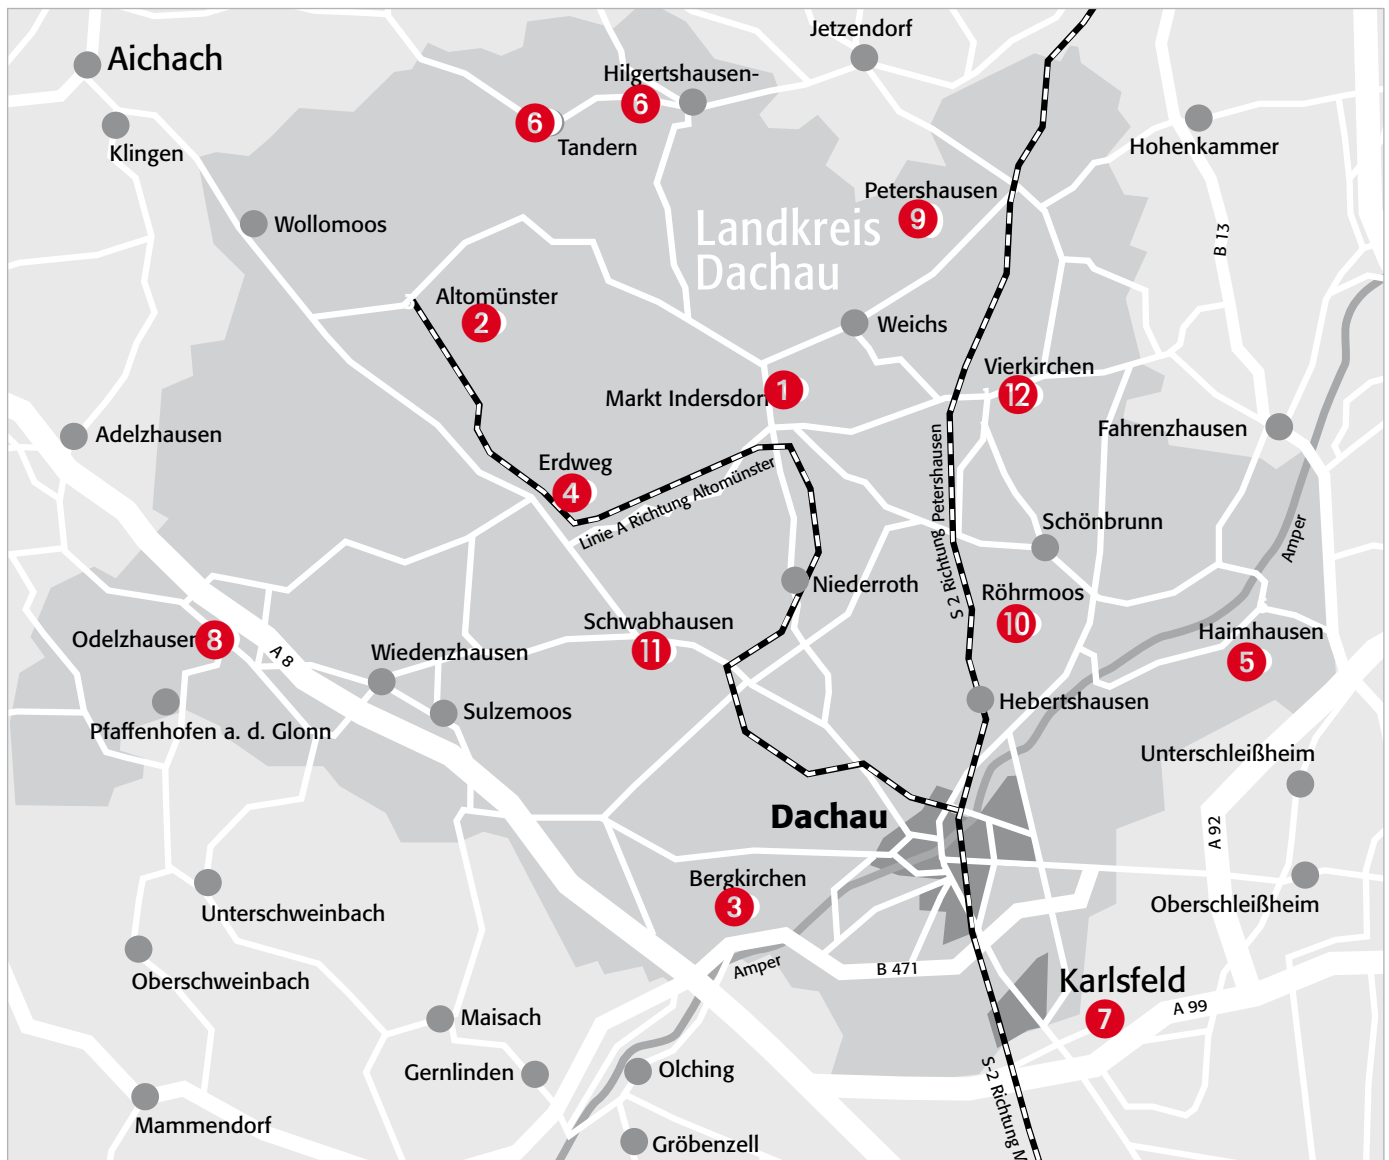 Jetzendorf
Aichach
Hilgertshausen-
6
6
Klingen
Tandern
Hohenkammer
Petershausen
9
Wollomoos
Landkreis
Dachau
B 13
Altomünster
2
Weichs
Vierkirchen
12
1
Markt Indersdorf
Adelzhausen
Fahrenzhausen
Erdweg
4
Linie A Richtung Altomünster
S 2 Richtung Petershausen
Schönbrunn
Amper
Niederroth
Röhrmoos
10
Schwabhausen
11
Haimhausen
5
Odelzhausen
8
A 8
Wiedenzhausen
Hebertshausen
Sulzemoos
Pfaffenhofen a. d. Glonn
Unterschleißheim
Dachau
A 92
Bergkirchen
3
Unterschweinbach
Oberschleißheim
Amper
B 471
Oberschweinbach
Karlsfeld
7
A 99
Maisach
Gernlinden
Olching
S-2 Richtung M
Mammendorf
Gröbenzell